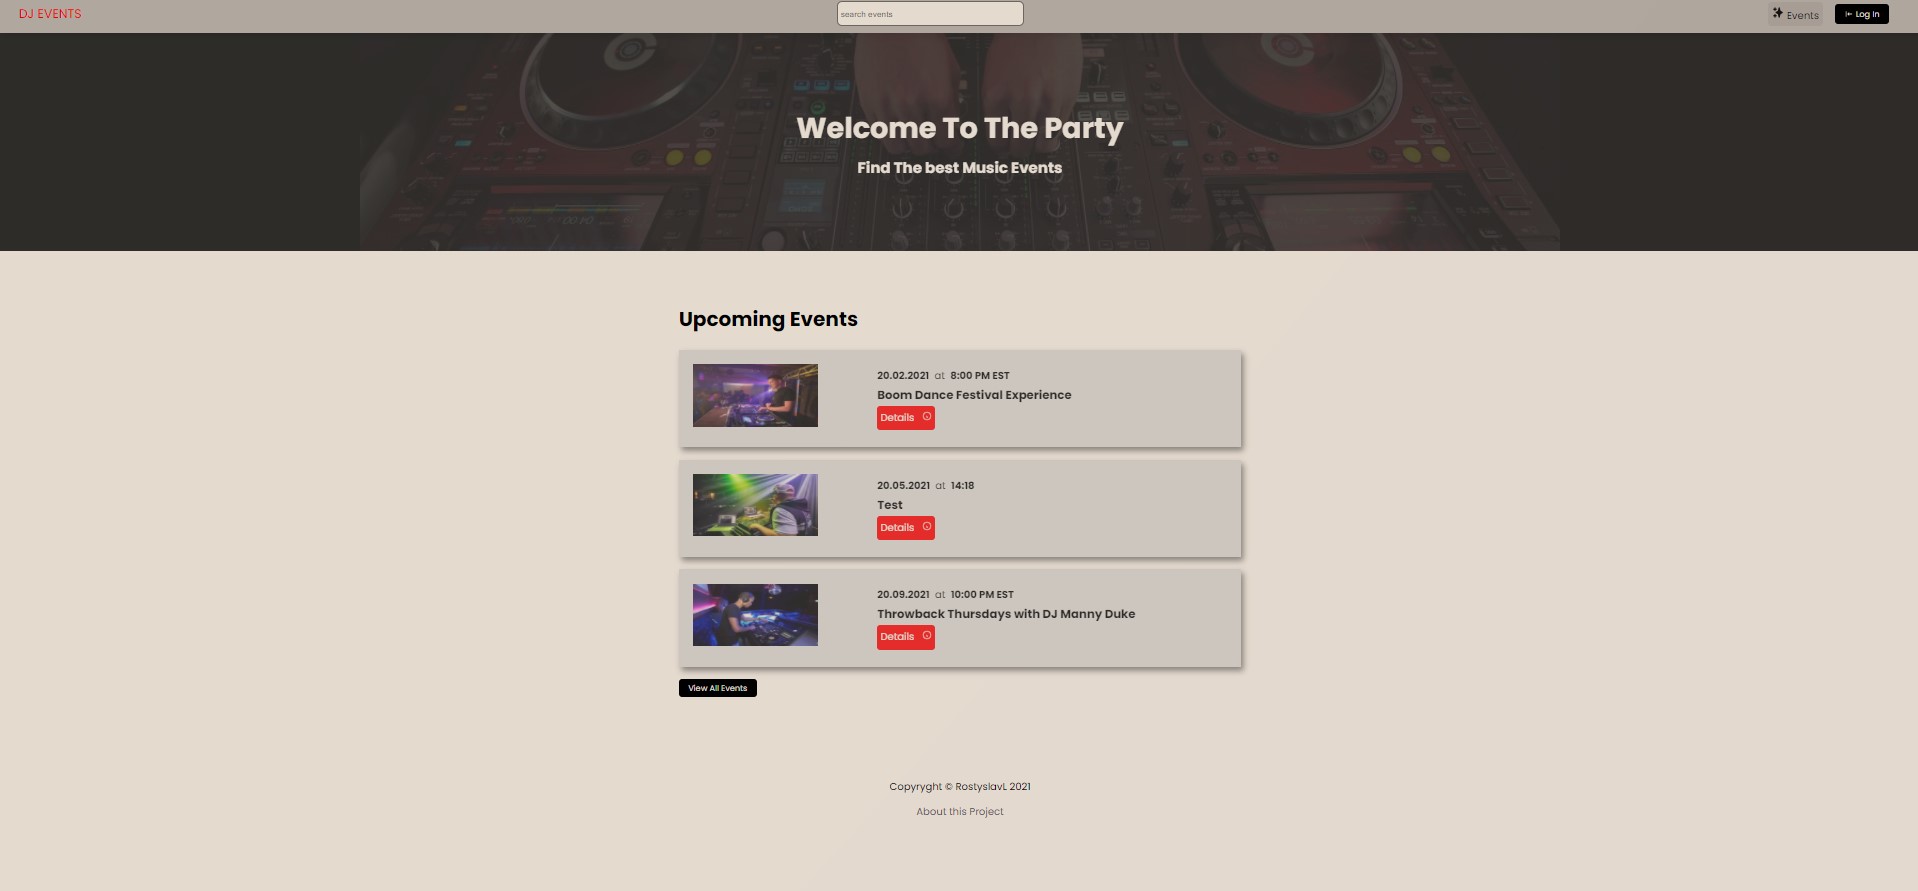 DJ EVENTS
search events
Events
Log In
Welcome To The Party
Find The best Music Events
Upcoming Events
20.02.2021 at 8:00 PM EST
Boom Dance Festival Experience
Details
20.05.2021 at 14:18
Test
Details
20.09.2021 at 10:00 PM EST
Throwback Thursdays with DJ Manny Duke
Details
View All Events
Copyryght © RostyslavL 2021
About this Project